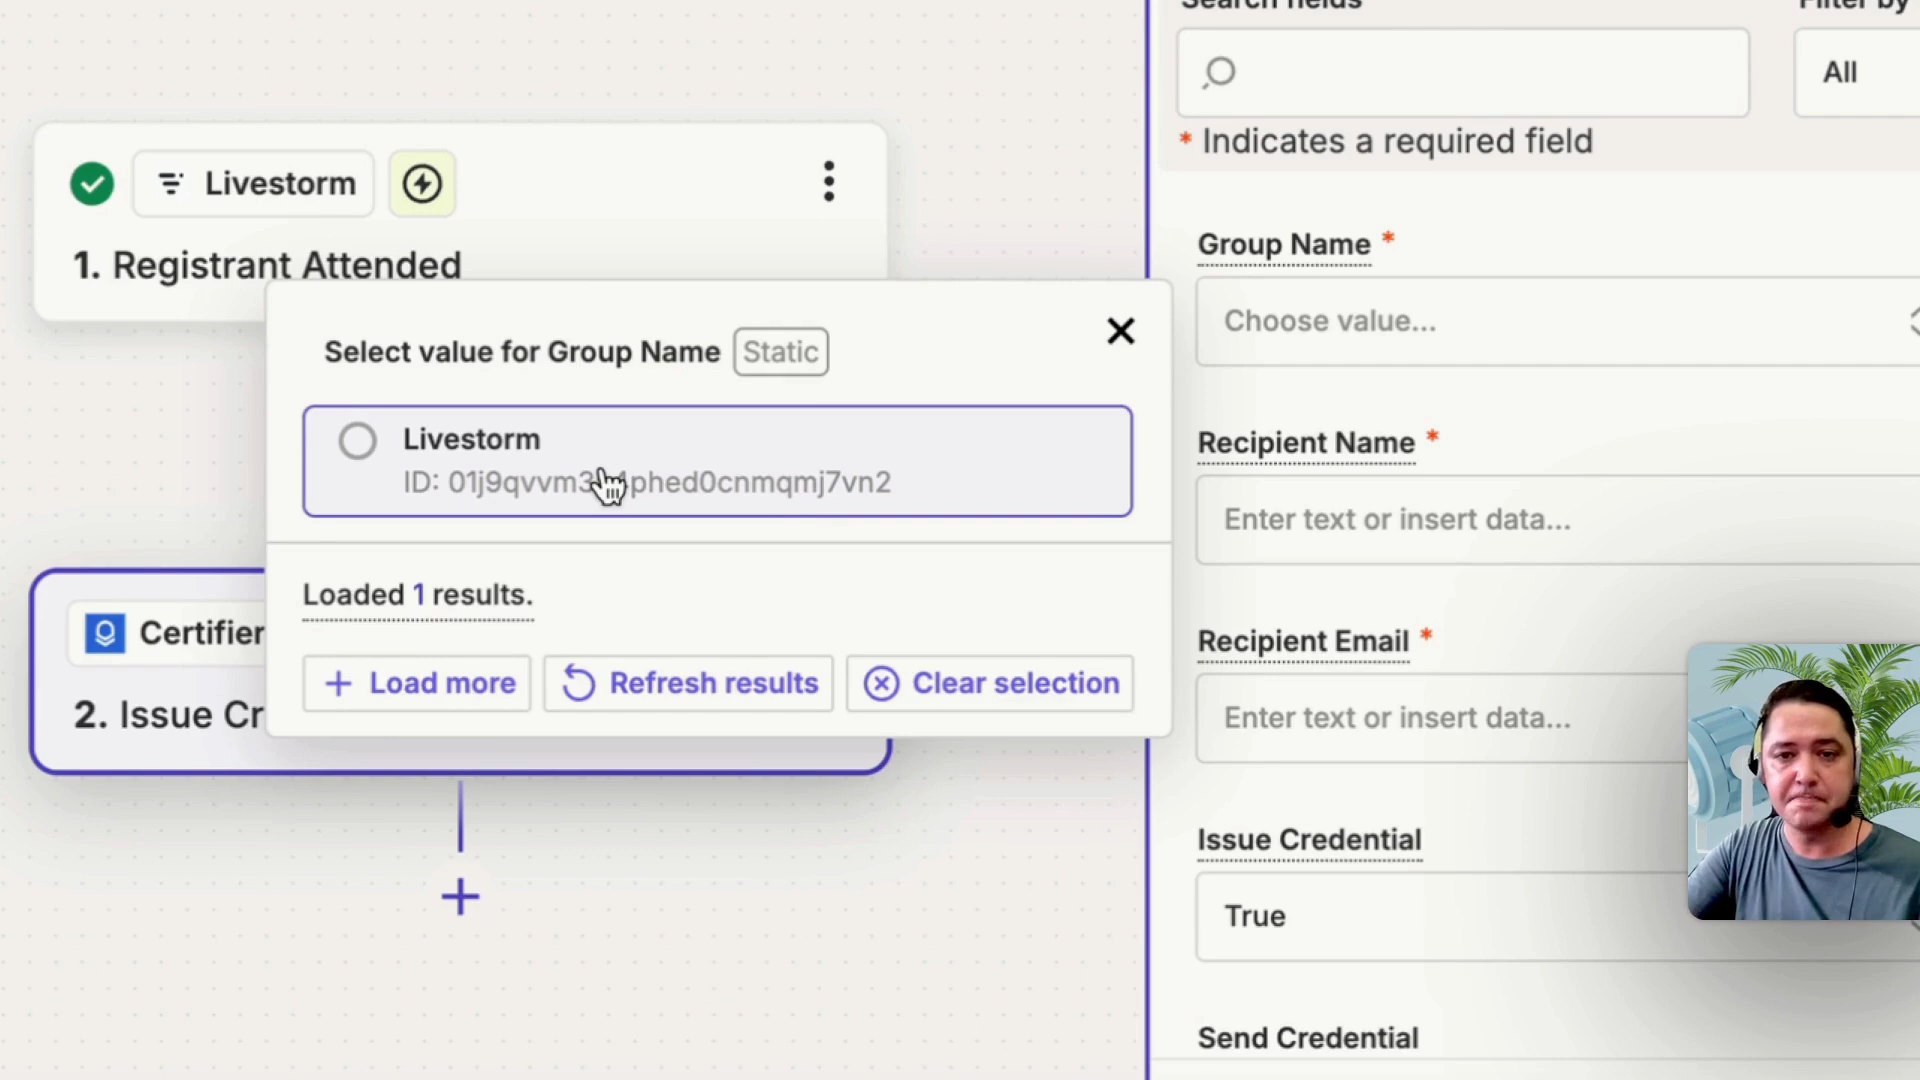 Search fields
Filter by
All
* Indicates a required field
Livestorm
1. Registrant Attended
Select value for Group Name Static
Livestorm
ID:
Loaded 1 results.
Load more
Refresh results
Clear selection
Certifier
2. Issue Cr
Group Name *
Choose value...
Recipient Name *
Enter text or insert data...
Recipient Email *
Enter text or insert data...
Issue Credential
True
Send Credential